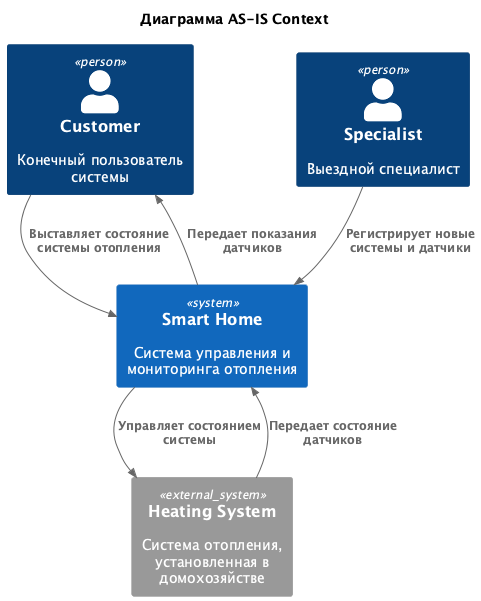 Диаграмма AS-IS Context
«person»
Customer
Конечный пользователь
системы
«person»
Specialist
Выездной специалист
Выставляет состояние
системы отопления
Передает показания
датчиков
Регистрирует новые
системы и датчики
«system»
Smart Home
Система управления и
мониторинга отопления
Управляет состоянием
системы
Передает состояние
датчиков
«external_system»
Heating System
Система отопления,
установленная в
домохозяйстве